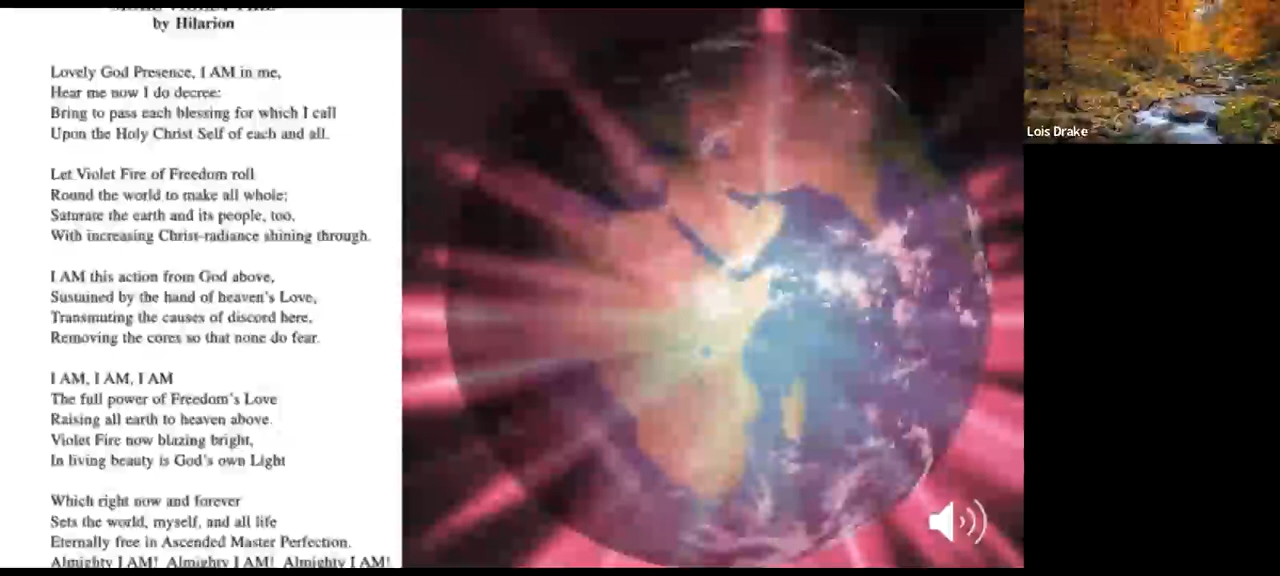 MORE VIOLET FIRE
by Hilarion
Lovely God Presence, I AM in me,
Hear me now I do decree:
Bring to pass each blessing for which I call
Upon the Holy Christ Self of each and all.
Let Violet Fire of Freedom roll
Round the world to make all whole;
Saturate the earth and its people, too,
With increasing Christ-radiance shining through.
I AM this action from God above,
Sustained by the hand of heaven's Love,
Transmuting the causes of discord here,
Removing the cores so that none do fear.
I AM, I AM, I AM
The full power of Freedom's Love
Raising all earth to heaven above.
Violet Fire now blazing bright,
In living beauty is God's own Light
Which right now and forever
Sets the world, myself, and all life
Eternally free in Ascended Master Perfection.
Almighty I AM! Almighty I AM! Almighty I AM!
Lois Drake